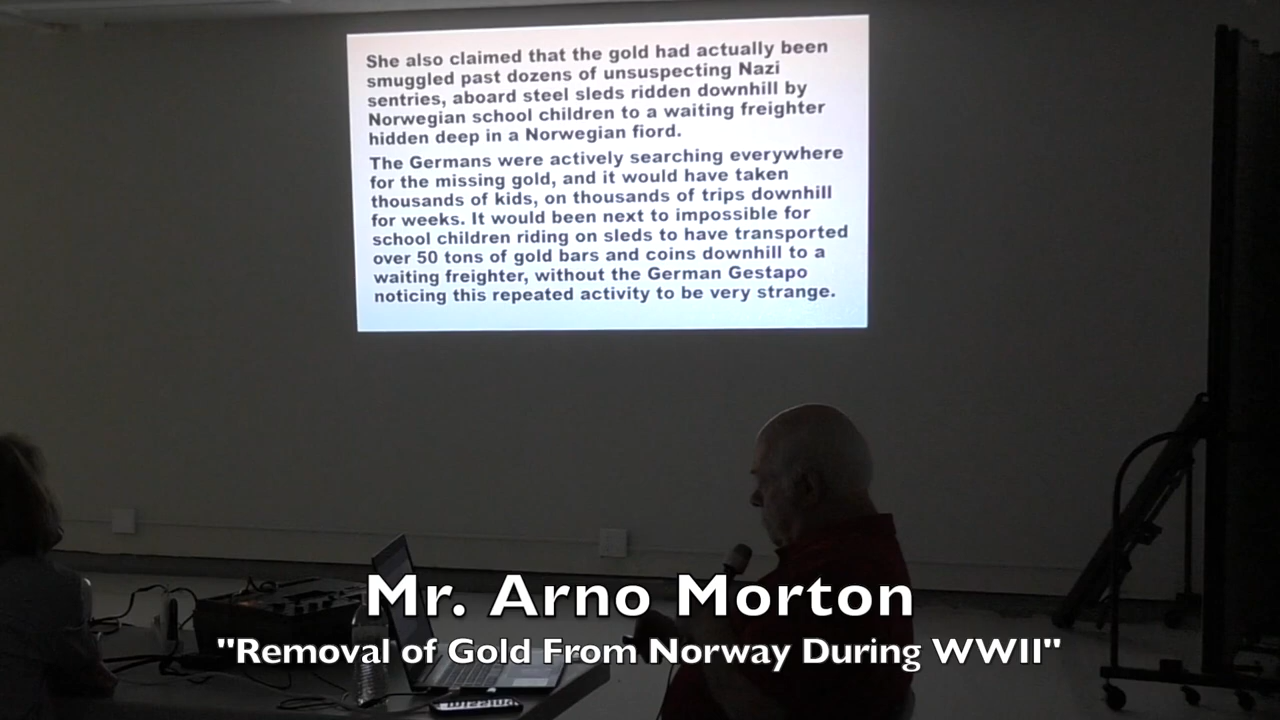 She also claimed that the gold had actually been
smuggled past dozens of unsuspecting Nazi
sentries, aboard steel sleds ridden downhill by
Norwegian school children to a waiting freighter
hidden deep in a Norwegian fiord.
The Germans were actively searching everywhere
for the missing gold, and it would have taken
thousands of kids, on thousands of trips downhill
for weeks. It would been next to impossible for
school children riding on sleds to have transported
over 50 tons of gold bars and coins downhill to a
waiting freighter, without the German Gestapo
noticing this repeated activity to be very strange.
Mr. Arno Morton
"Removal of Gold From Norway During WWII"